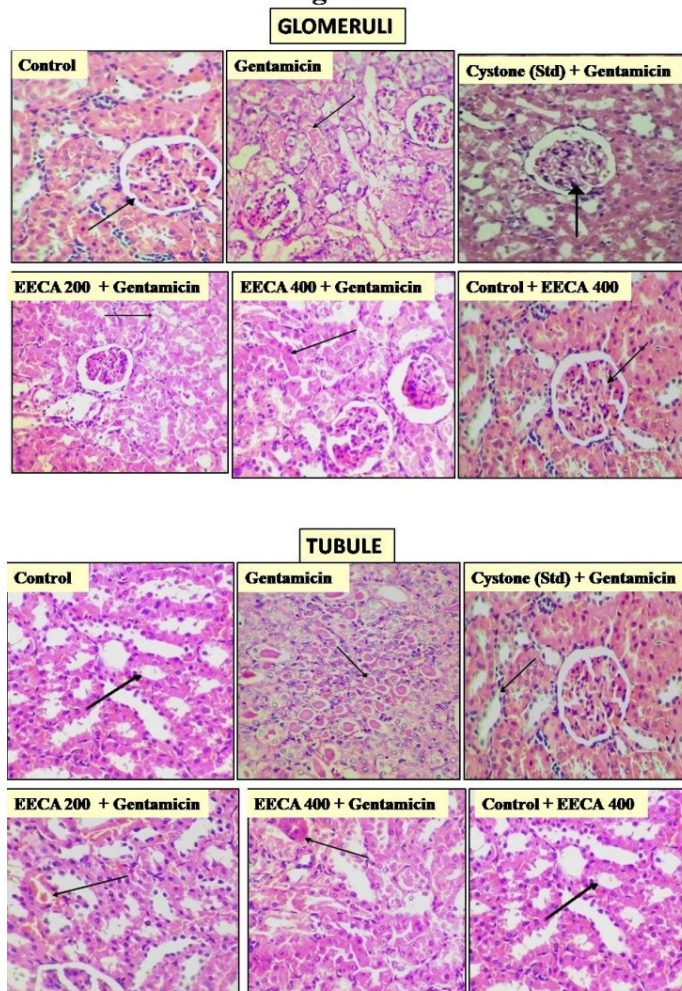 GLOMERULI
Control
Gentamicin
Cystone (Std) + Gentamicin
EECA 200 + Gentamicin
EECA 400 + Gentamicin
Control + EECA 400
TUBULE
Control
Gentamicin
Cystone (Std) + Gentamicin
EECA 200 + Gentamicin
EECA 400 + Gentamicin
Control + EECA 400